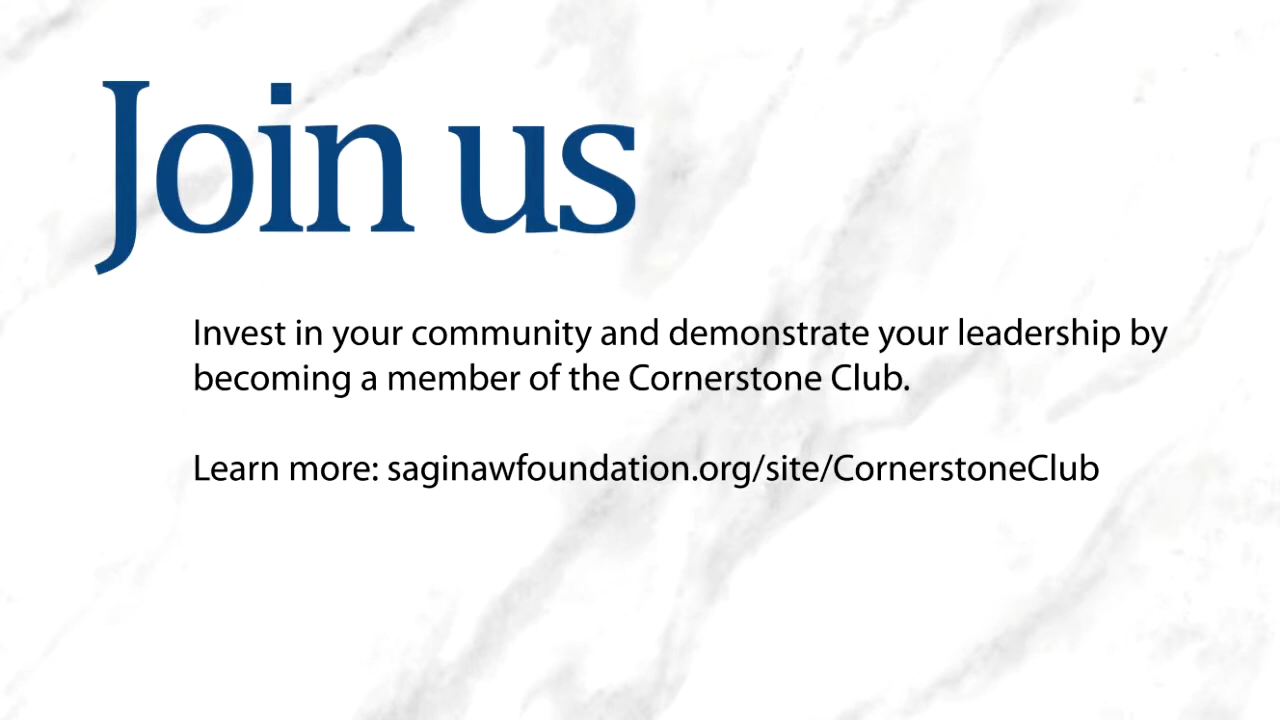 Join us
Invest in your community and demonstrate your leadership by
becoming a member of the Cornerstone Club.
Learn more: saginawfoundation.org/site/CornerstoneClub